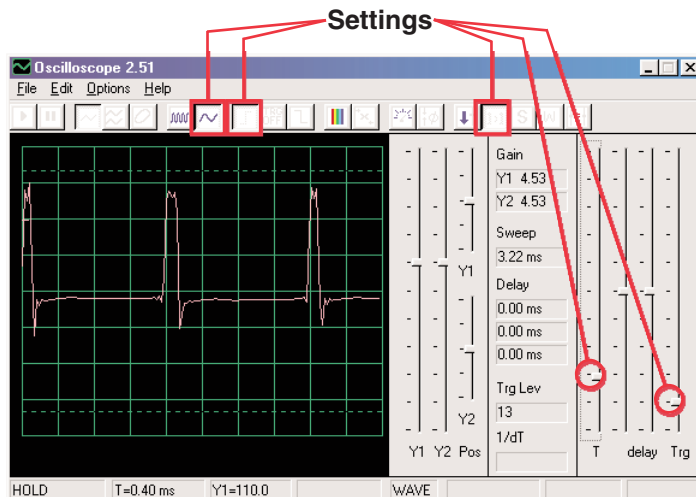 Settings
Oscilloscope 2.51
File Edit Options Help
1:1 S W
Gain
Y1 4.53
Y2 4.53
Sweep
3.22 ms
Delay
0.00 ms
0.00 ms
0.00 ms
Trg Lev
13
1/dT
Y1
Y2
Y1 Y2 Pos
T delay Trg
HOLD T=0.40 ms Y1=110.0 WAVE